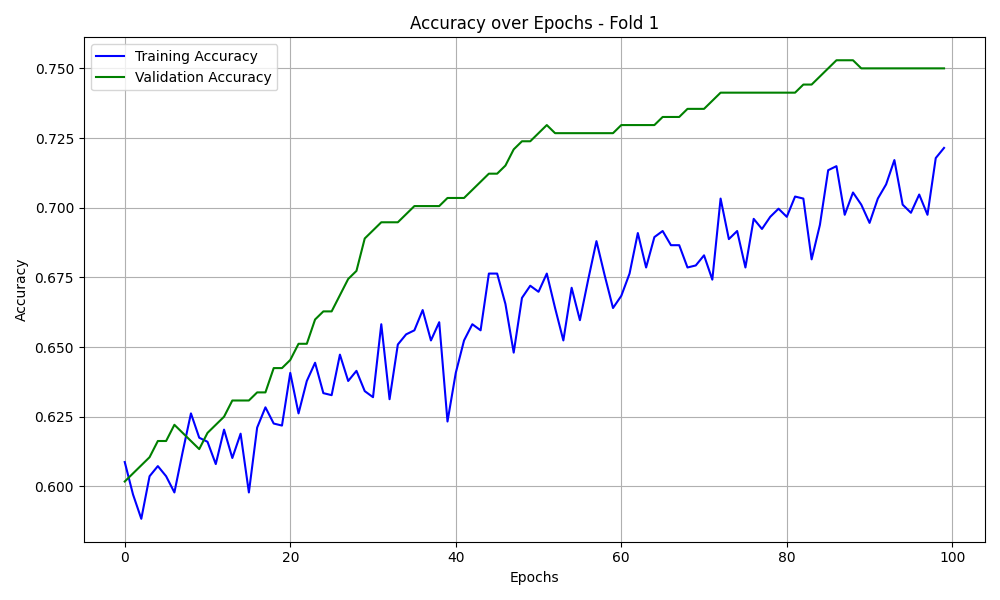 Accuracy over Epochs - Fold 1
Training Accuracy
Validation Accuracy
0.750
0.725
0.700
0.675
0.650
0.625
0.600
Accuracy
0 20 40 60 80 100
Epochs